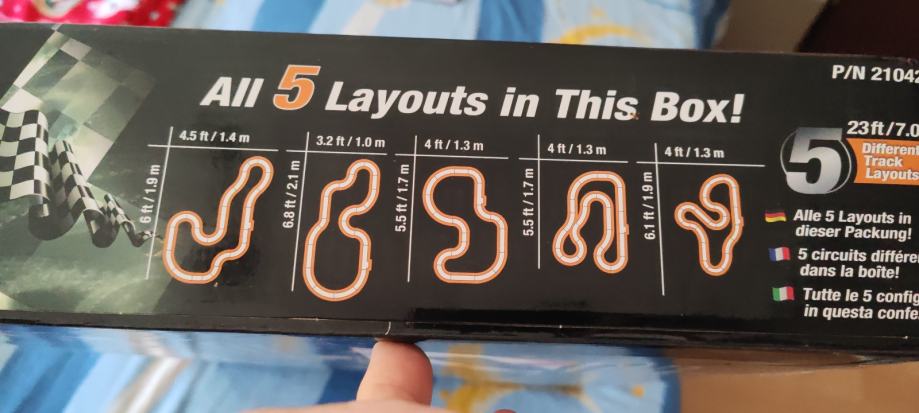 P/N 21042
All 5 Layouts in This Box!
4.5 ft / 1.4 m
6 ft / 1.9 m
3.2 ft / 1.0 m
6.8 ft / 2.1 m
4 ft / 1.3 m
5.5 ft / 1.7 m
4 ft / 1.3 m
5.5 ft / 1.7 m
4 ft / 1.3 m
6.1 ft / 1.9 m
23 ft / 7.0
5 Different
Track
Layouts
Alle 5 Layouts in
dieser Packung!
5 circuits différe
dans la boîte!
Tutte le 5 config
in questa confe